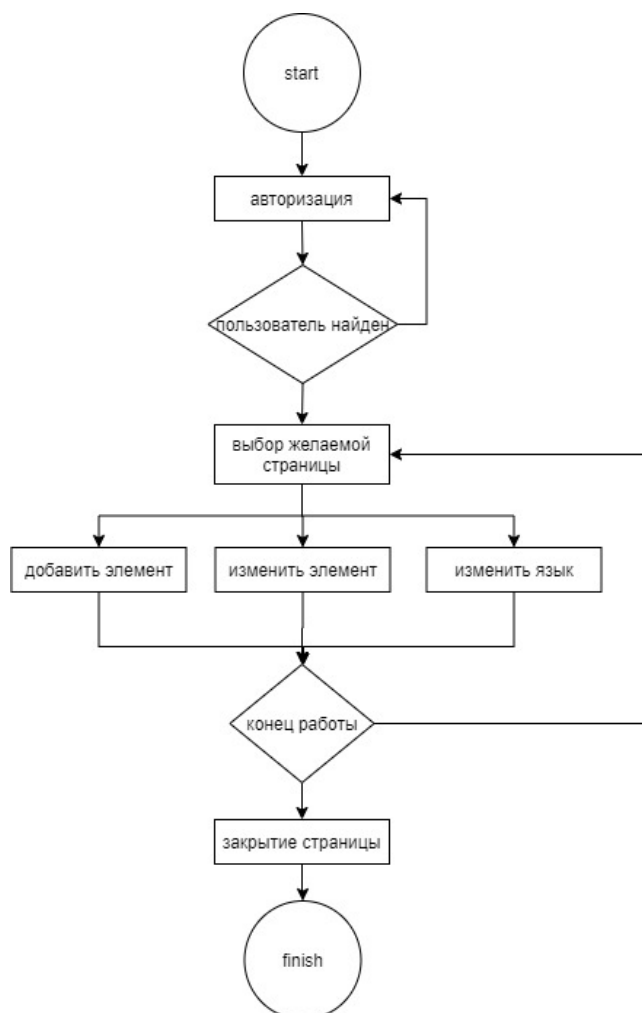 start
авторизация
пользователь найден
выбор желаемой
страницы
добавить элемент
изменить элемент
изменить язык
конец работы
закрытие страницы
finish